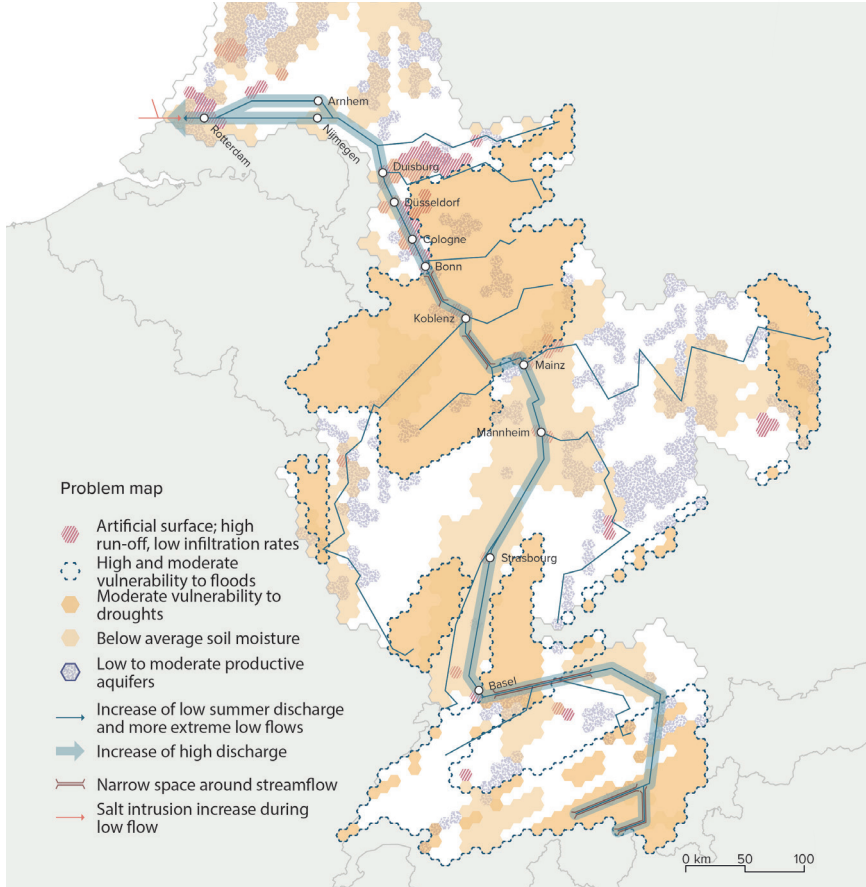 Arnhem
Rotterdam
Nijmegen
Duisburg
Düsseldorf
Cologne
Bonn
Koblenz
Mainz
Mannheim
Strasbourg
Basel
Problem map
Artificial surface; high
run-off, low infiltration rates
High and moderate
vulnerability to floods
Moderate vulnerability to
droughts
Below average soil moisture
Low to moderate productive
aquifers
Increase of low summer discharge
and more extreme low flows
Increase of high discharge
Narrow space around streamflow
Salt intrusion increase during
low flow
0 km 50 100